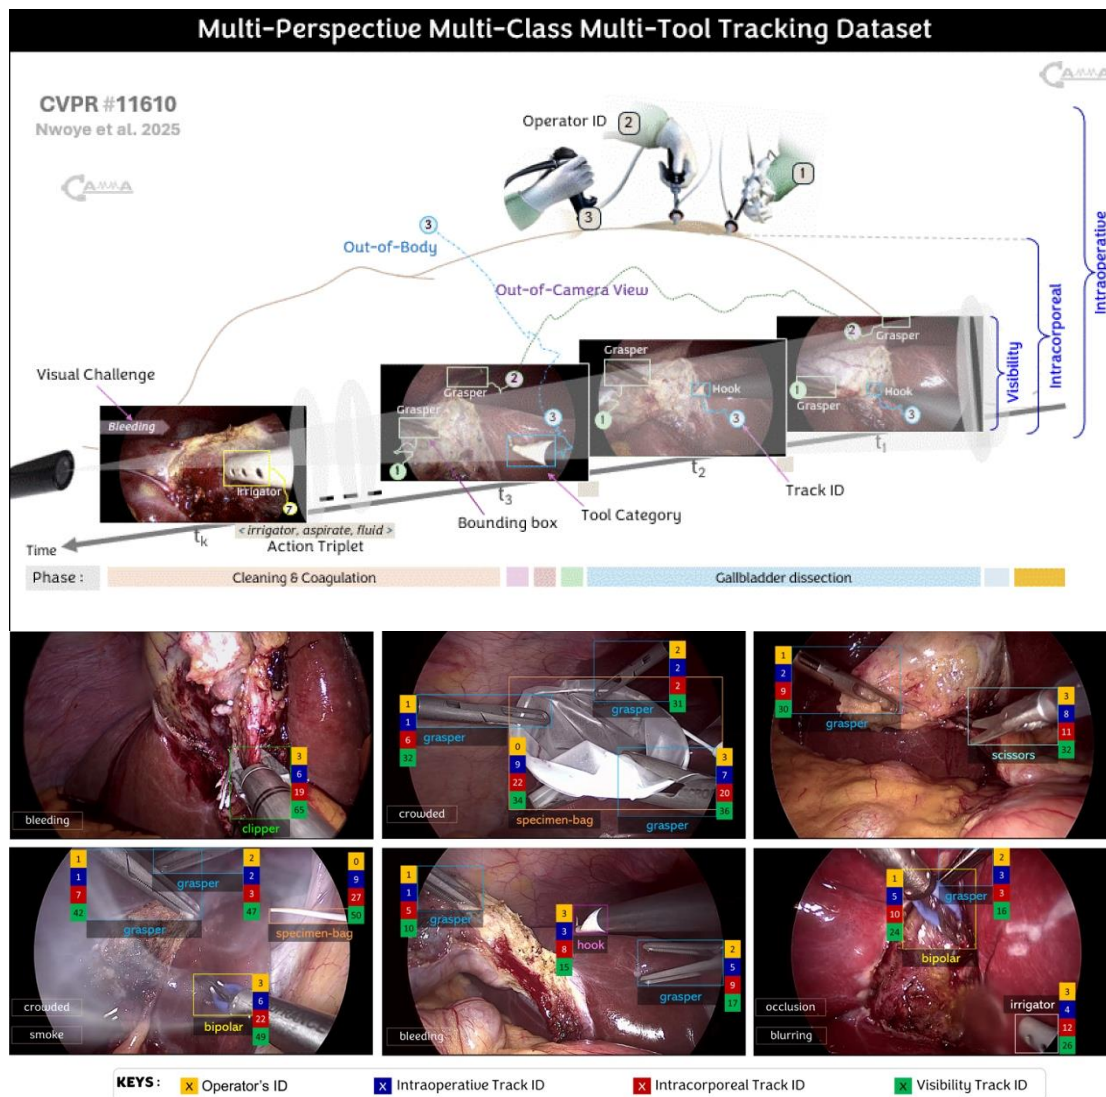 Multi-Perspective Multi-Class Multi-Tool Tracking Dataset
CAMMA
CVPR #11610
Nwoye et al. 2025
CAMMA
Operator ID
2
1
3
3
Out-of-Body
Out-of-Camera View
Intraoperative
Intracorporeal
Visibility
2
Grasper
1
Grasper
Hook
3
t1
Grasper
1
Hook
3
t2
Grasper
2
Grasper
1
3
t3
Visual Challenge
Bleeding
Irrigator
7
tk
< irrigator, aspirate, fluid >
Action Triplet
Bounding box
Tool Category
Track ID
Time
Phase :
Cleaning & Coagulation
Gallbladder dissection
3
6
19
65
clipper
bleeding
1
1
6
32
grasper
2
2
2
31
grasper
0
9
22
34
specimen-bag
3
7
20
36
grasper
crowded
1
2
9
30
grasper
3
8
11
32
scissors
1
1
7
42
grasper
2
2
3
47
grasper
0
9
27
50
specimen-bag
3
6
22
49
bipolar
crowded
smoke
1
1
5
10
grasper
3
3
8
15
hook
2
5
9
17
grasper
bleeding
1
5
10
24
bipolar
2
3
3
16
grasper
3
4
12
26
irrigator
occlusion
blurring
KEYS :
X Operator's ID
X Intraoperative Track ID
X Intracorporeal Track ID
X Visibility Track ID